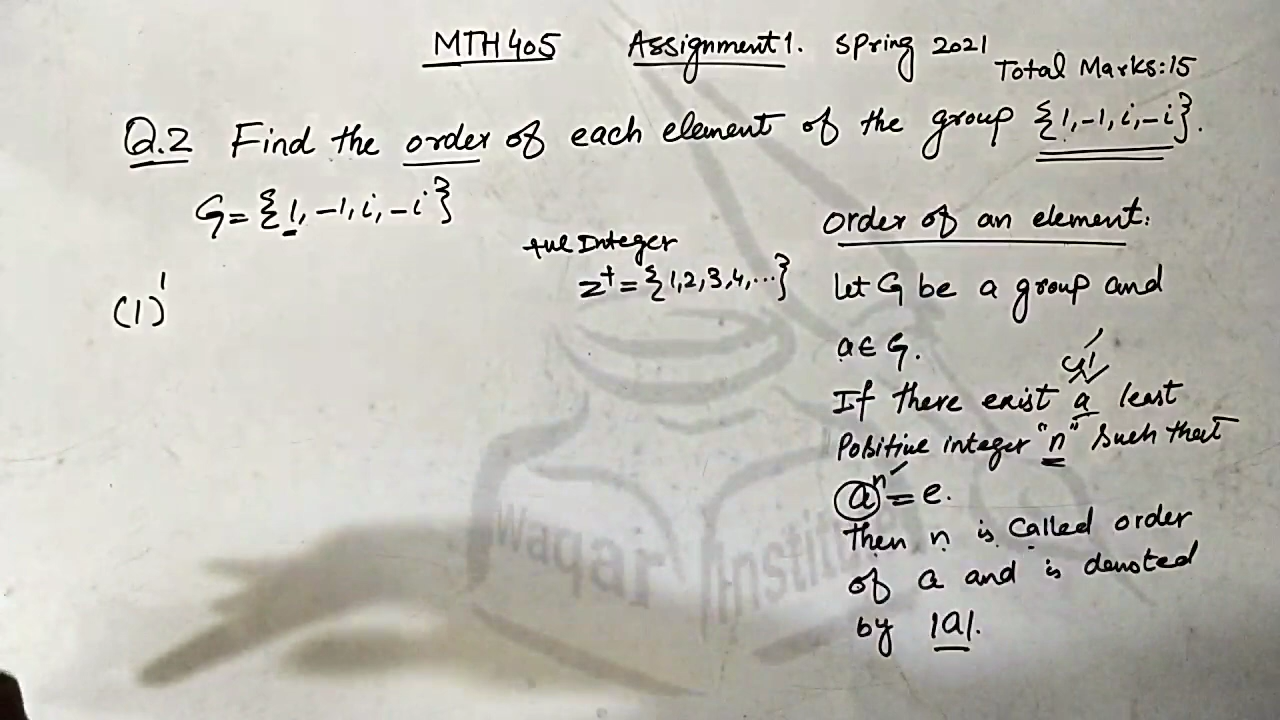 MTH405 Assignment 1. Spring 2021
Total Marks:15
Q.2 Find the order of each element of the group {1,-1,i,-i}.
G = {1, -1, i, -i}
(1)¹
+ive Integer
Z⁺ = {1,2,3,4,...}
Order of an element:
Let G be a group and
a ∈ G.
If there exist a least
Positive integer "n" such that
aⁿ = e.
then n is called order
of a and is denoted
by |a|.
Waqar Institute